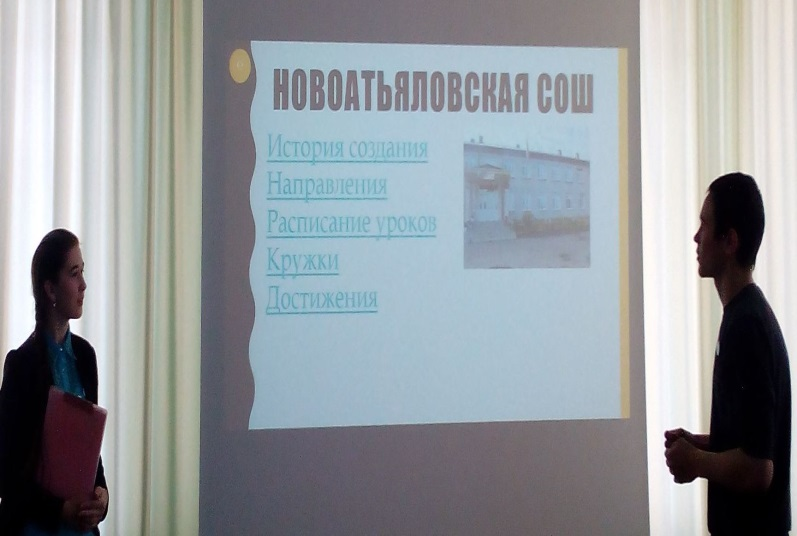 НОВОАТЬЯЛОВСКАЯ СОШ
История создания
Направления
Расписание уроков
Кружки
Достижения